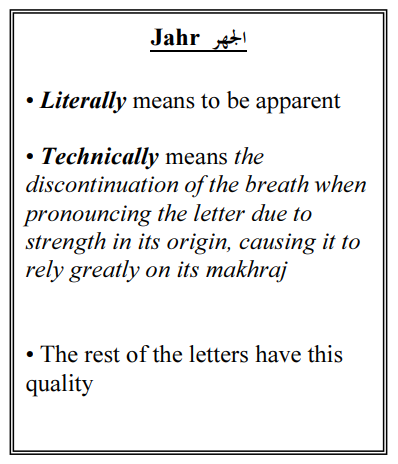 Jahr الجهر
• Literally means to be apparent
• Technically means the
discontinuation of the breath when
pronouncing the letter due to
strength in its origin, causing it to
rely greatly on its makhraj
• The rest of the letters have this
quality